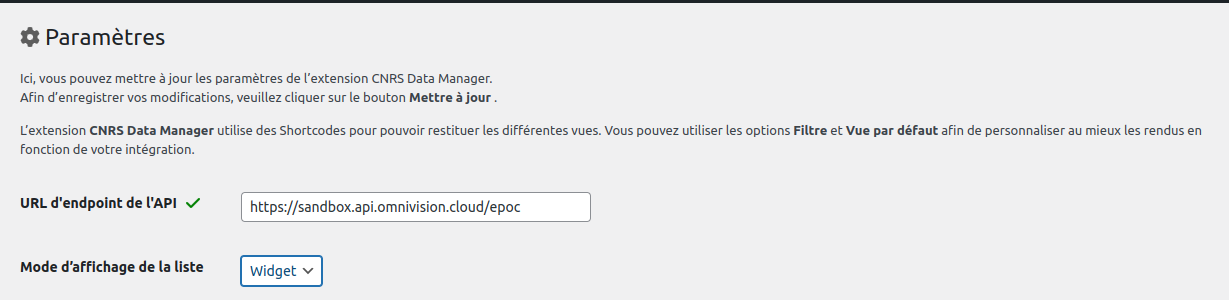 Paramètres
Ici, vous pouvez mettre à jour les paramètres de l'extension CNRS Data Manager.
Afin d'enregistrer vos modifications, veuillez cliquer sur le bouton Mettre à jour .
L'extension CNRS Data Manager utilise des Shortcodes pour pouvoir restituer les différentes vues. Vous pouvez utiliser les options Filtre et Vue par défaut afin de personnaliser au mieux les rendus en
fonction de votre intégration.
URL d'endpoint de l'API
https://sandbox.api.omnivision.cloud/epoc
Mode d'affichage de la liste
Widget